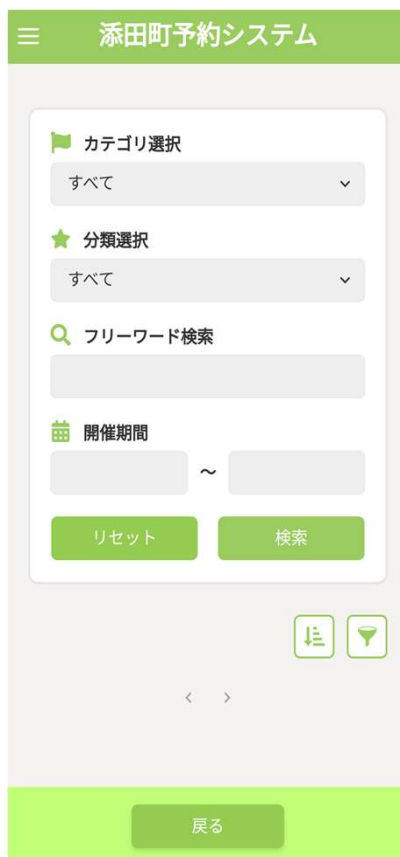 添田町予約システム
カテゴリ選択
すべて
分類選択
すべて
フリーワード検索
開催期間
～
リセット
検索
戻る